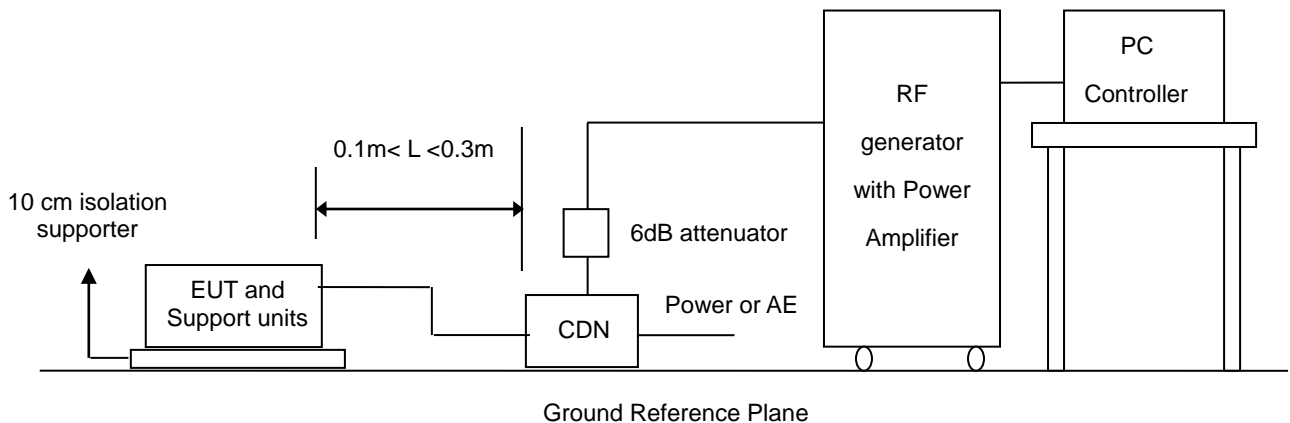 PC
Controller
RF
generator
with Power
Amplifier
0.1m< L <0.3m
10 cm isolation
supporter
6dB attenuator
EUT and
Support units
CDN
Power or AE
Ground Reference Plane